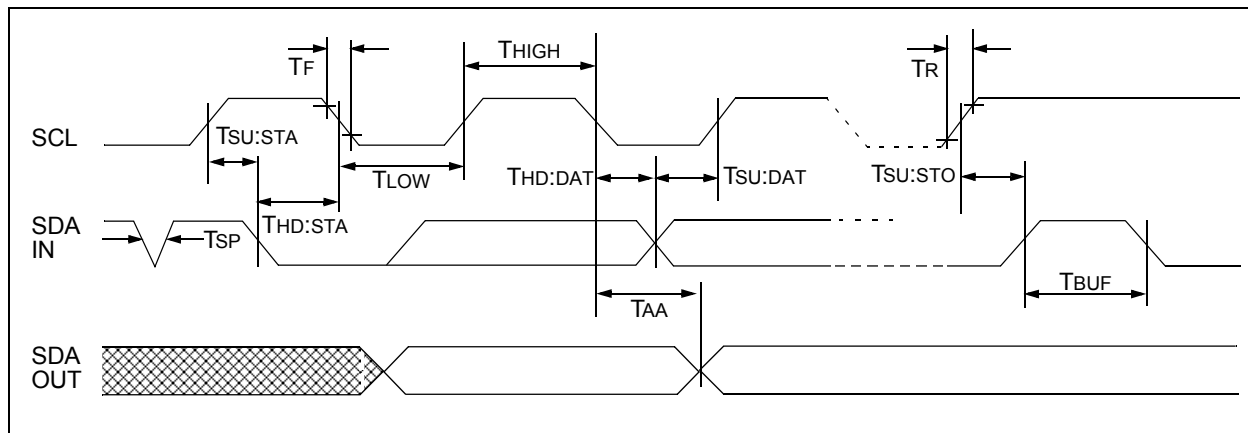 TF
THIGH
TR
SCL
TSU:STA
TLOW
THD:DAT
TSU:DAT
TSU:STO
SDA
IN
TSP
THD:STA
TBUF
TAA
SDA
OUT